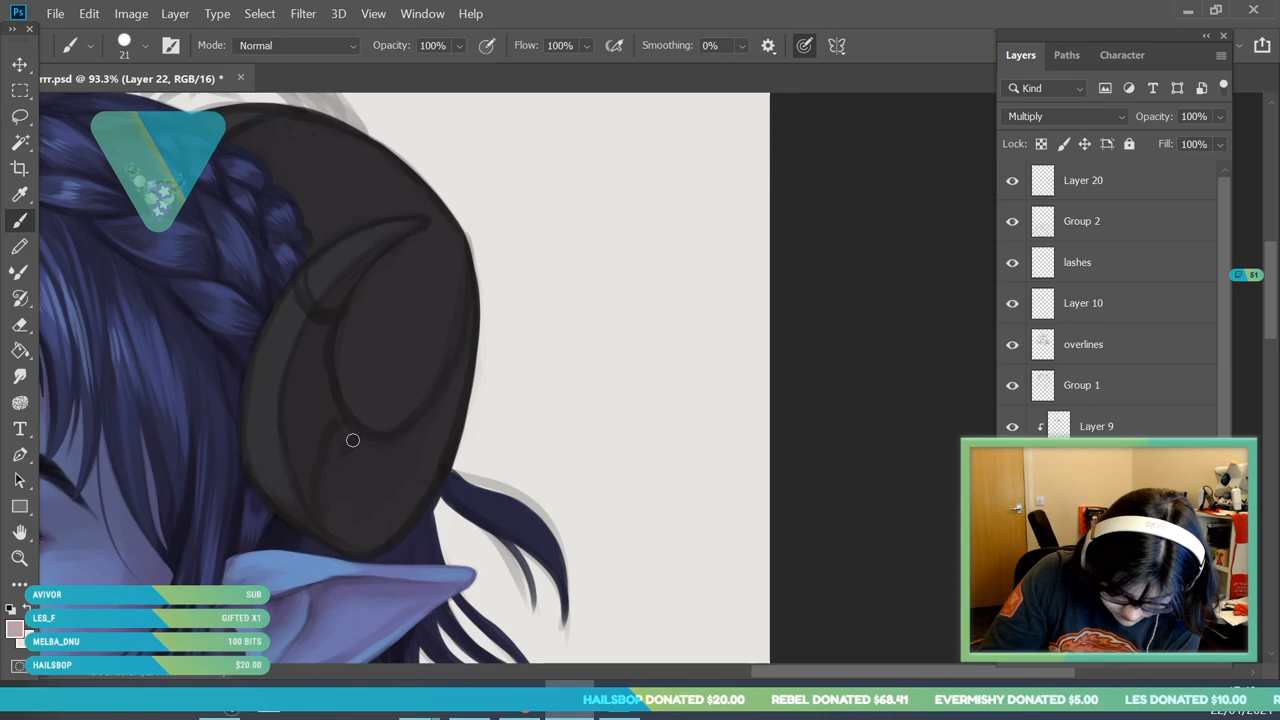 Ps File Edit Image Layer Type Select Filter 3D View Window Help
21 Mode: Normal Opacity: 100% Flow: 100% Smoothing: 0%
rrr.psd @ 93.3% (Layer 22, RGB/16) *
Layers Paths Character
Kind
Multiply Opacity: 100%
Lock: Fill: 100%
Layer 20
Group 2
lashes
51
Layer 10
overlines
Group 1
Layer 9
AVIVOR SUB
LES_F GIFTED X1
MELBA_DNU 100 BITS
HAILSBOP $20.00
HAILSBOP DONATED $20.00 REBEL DONATED $68.41 EVERMISHY DONATED $5.00 LES DONATED $10.00